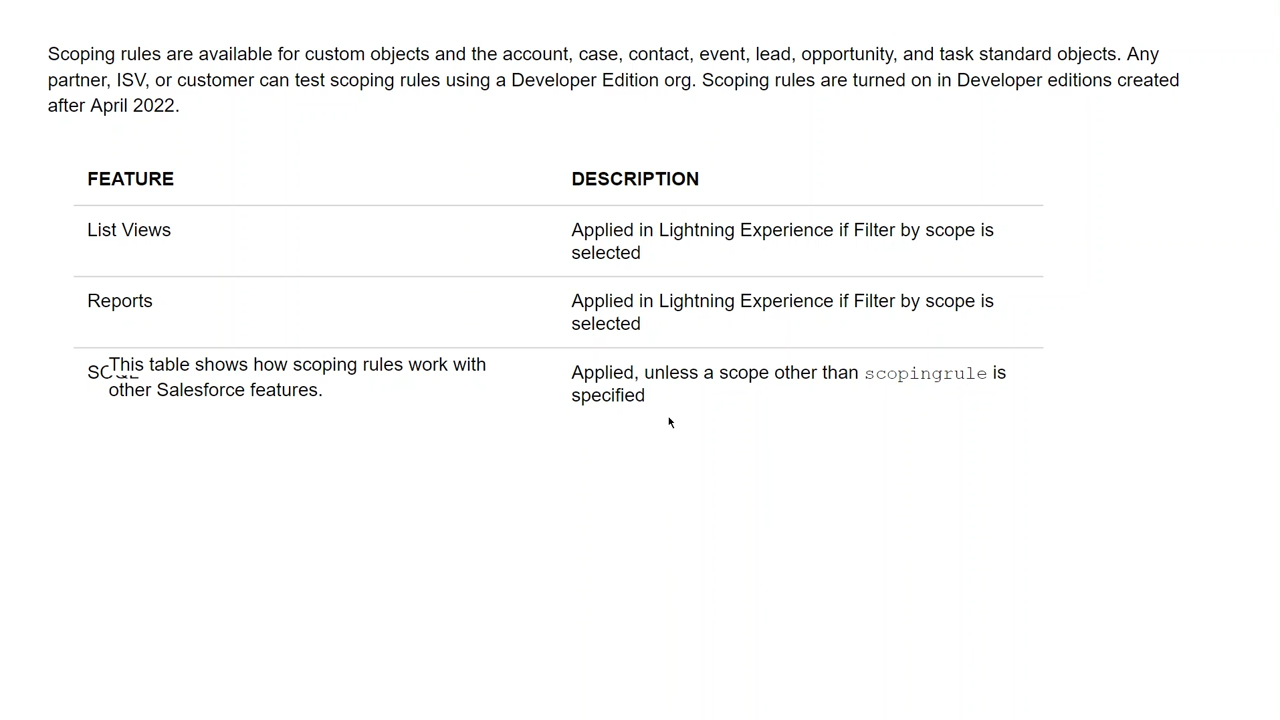 Scoping rules are available for custom objects and the account, case, contact, event, lead, opportunity, and task standard objects. Any
partner, ISV, or customer can test scoping rules using a Developer Edition org. Scoping rules are turned on in Developer editions created
after April 2022.
FEATURE DESCRIPTION
List Views Applied in Lightning Experience if Filter by scope is
selected
Reports Applied in Lightning Experience if Filter by scope is
selected
This table shows how scoping rules work with
other Salesforce features.
Applied, unless a scope other than scopingrule is
specified